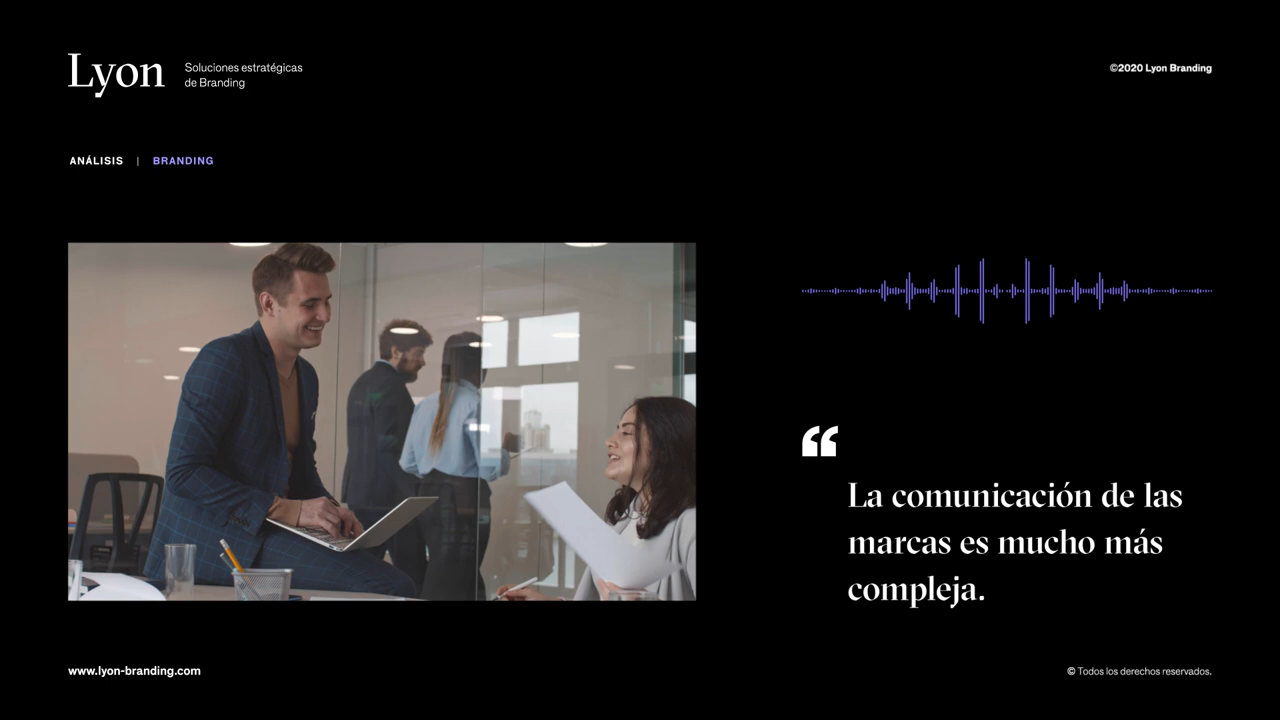 Lyon
Soluciones estratégicas
de Branding
©2020 Lyon Branding
ANÁLISIS | BRANDING
“
La comunicación de las
marcas es mucho más
compleja.
www.lyon-branding.com
© Todos los derechos reservados.